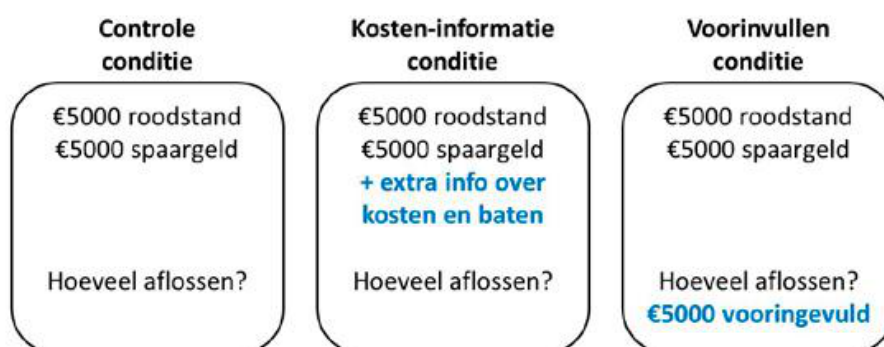 Controle
conditie
€5000 roodstand
€5000 spaargeld
Hoeveel aflossen?
Kosten-informatie
conditie
€5000 roodstand
€5000 spaargeld
+ extra info over
kosten en baten
Hoeveel aflossen?
Voorinvullen
conditie
€5000 roodstand
€5000 spaargeld
Hoeveel aflossen?
€5000 vooringevuld